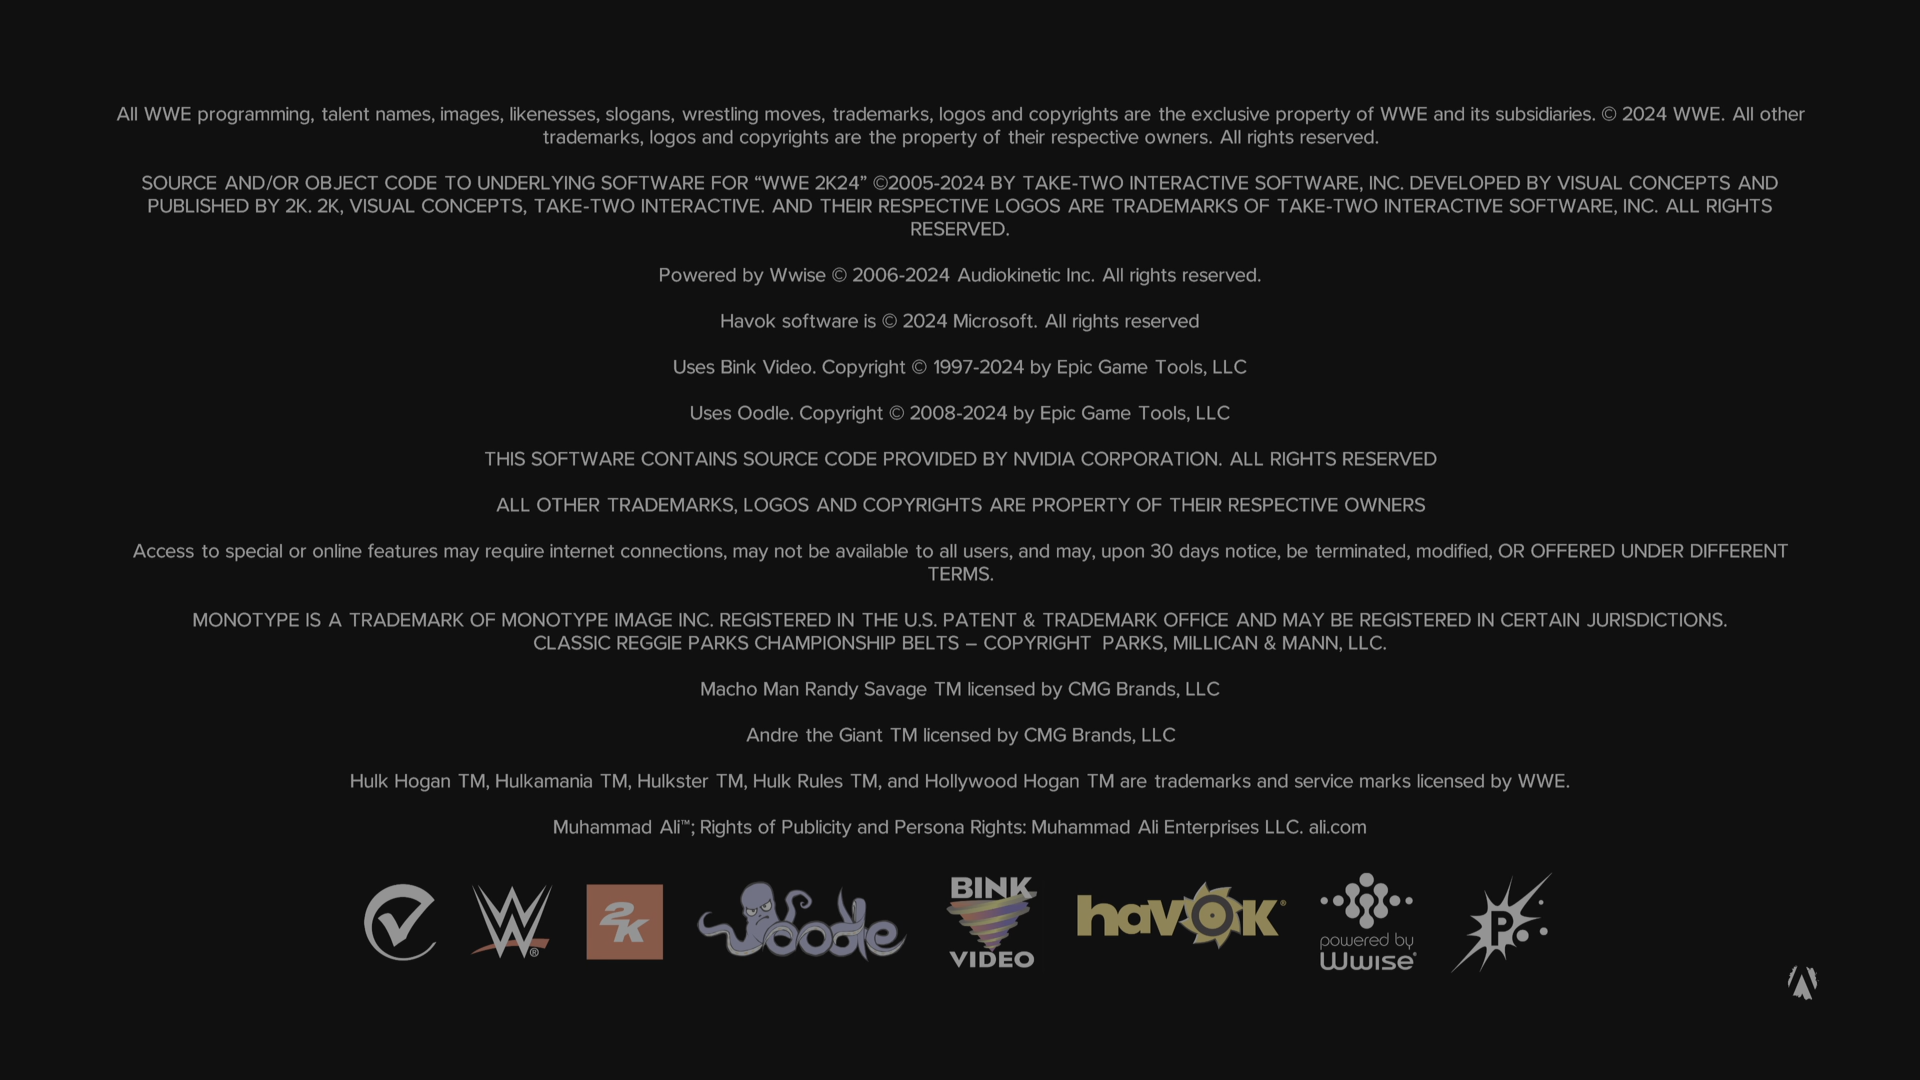 All WWE programming, talent names, images, likenesses, slogans, wrestling moves, trademarks, logos and copyrights are the exclusive property of WWE and its subsidiaries. © 2024 WWE. All other
trademarks, logos and copyrights are the property of their respective owners. All rights reserved.
SOURCE AND/OR OBJECT CODE TO UNDERLYING SOFTWARE FOR “WWE 2K24” ©2005-2024 BY TAKE-TWO INTERACTIVE SOFTWARE, INC. DEVELOPED BY VISUAL CONCEPTS AND
PUBLISHED BY 2K. 2K, VISUAL CONCEPTS, TAKE-TWO INTERACTIVE. AND THEIR RESPECTIVE LOGOS ARE TRADEMARKS OF TAKE-TWO INTERACTIVE SOFTWARE, INC. ALL RIGHTS
RESERVED.
Powered by Wwise © 2006-2024 Audiokinetic Inc. All rights reserved.
Havok software is © 2024 Microsoft. All rights reserved
Uses Bink Video. Copyright © 1997-2024 by Epic Game Tools, LLC
Uses Oodle. Copyright © 2008-2024 by Epic Game Tools, LLC
THIS SOFTWARE CONTAINS SOURCE CODE PROVIDED BY NVIDIA CORPORATION. ALL RIGHTS RESERVED
ALL OTHER TRADEMARKS, LOGOS AND COPYRIGHTS ARE PROPERTY OF THEIR RESPECTIVE OWNERS
Access to special or online features may require internet connections, may not be available to all users, and may, upon 30 days notice, be terminated, modified, OR OFFERED UNDER DIFFERENT
TERMS.
MONOTYPE IS A TRADEMARK OF MONOTYPE IMAGE INC. REGISTERED IN THE U.S. PATENT & TRADEMARK OFFICE AND MAY BE REGISTERED IN CERTAIN JURISDICTIONS.
CLASSIC REGGIE PARKS CHAMPIONSHIP BELTS – COPYRIGHT PARKS, MILLICAN & MANN, LLC.
Macho Man Randy Savage TM licensed by CMG Brands, LLC
Andre the Giant TM licensed by CMG Brands, LLC
Hulk Hogan TM, Hulkamania TM, Hulkster TM, Hulk Rules TM, and Hollywood Hogan TM are trademarks and service marks licensed by WWE.
Muhammad Ali™; Rights of Publicity and Persona Rights: Muhammad Ali Enterprises LLC. ali.com
W®
2K
oodle
BINK
VIDEO
havok®
powered by
wwise®
P